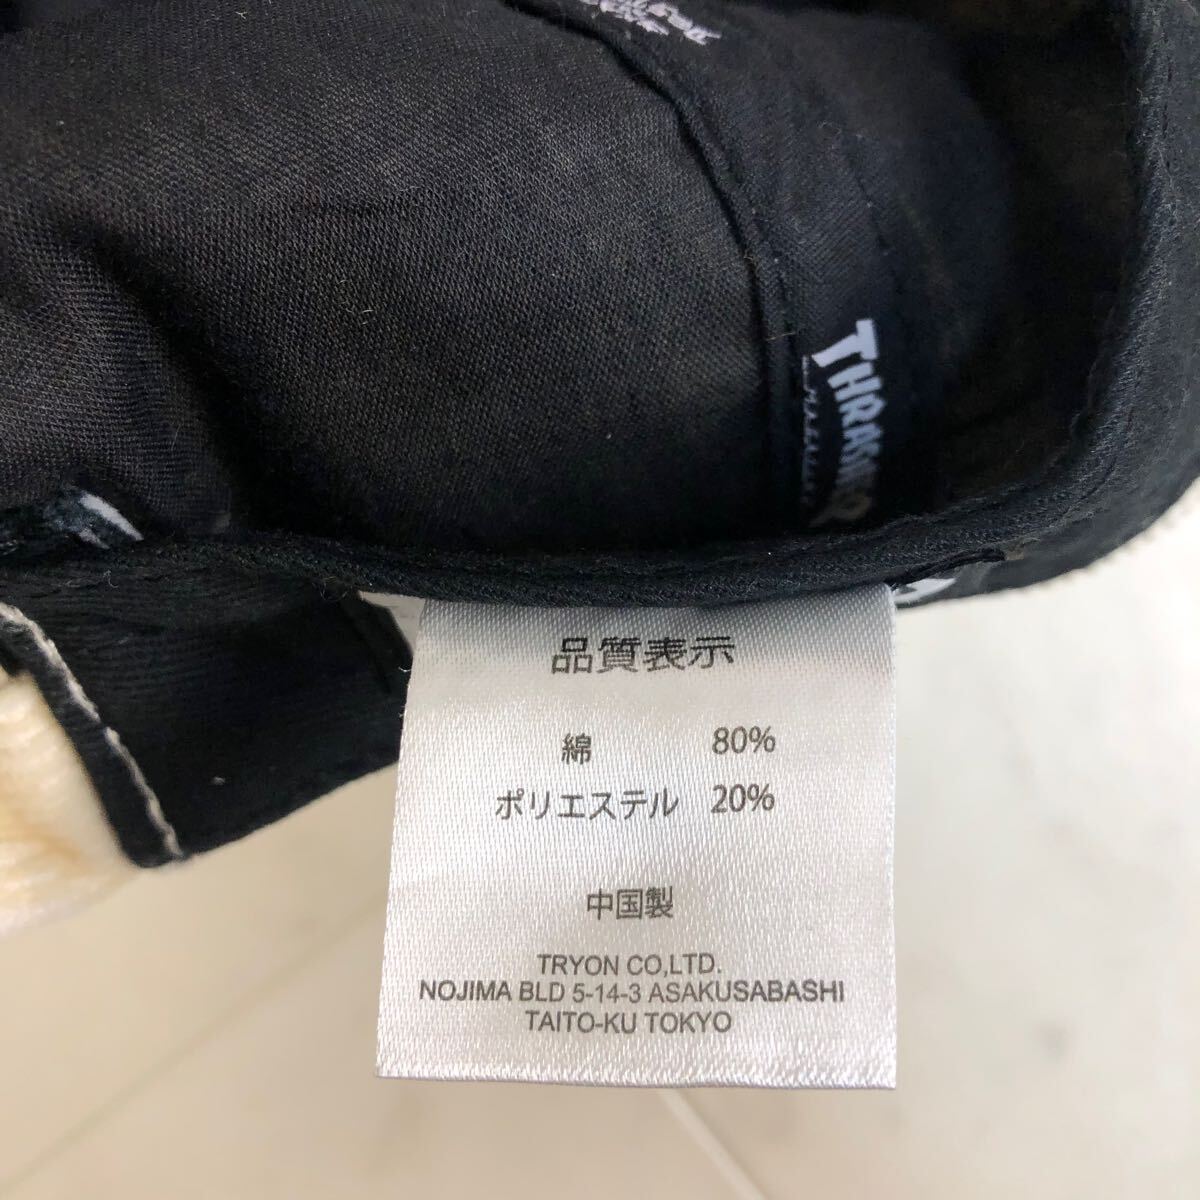 THRASHER
品質表示
綿 80%
ポリエステル 20%
中国製
TRYON CO,LTD.
NOJIMA BLD 5-14-3 ASAKUSABASHI
TAITO-KU TOKYO